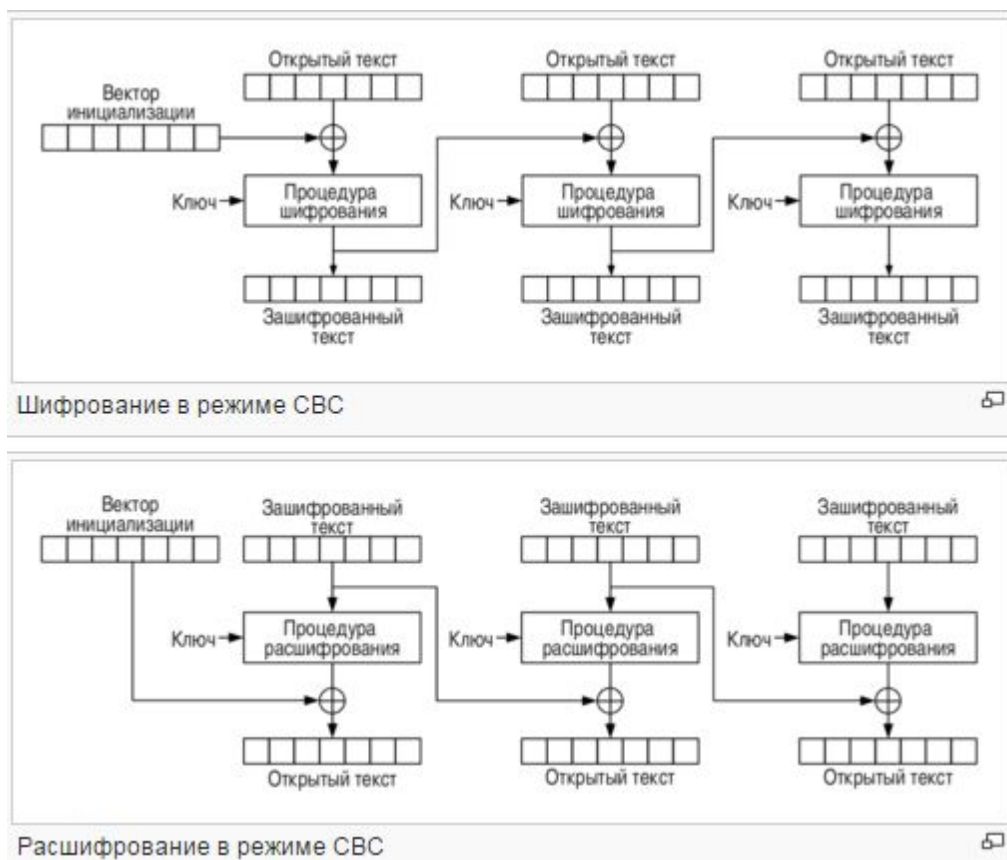 Открытый текст
Открытый текст
Открытый текст
Вектор
инициализации
Ключ
Процедура
шифрования
Ключ
Процедура
шифрования
Ключ
Процедура
шифрования
Зашифрованный
текст
Зашифрованный
текст
Зашифрованный
текст
Шифрование в режиме CBC
Вектор
инициализации
Зашифрованный
текст
Зашифрованный
текст
Зашифрованный
текст
Ключ
Процедура
расшифрования
Ключ
Процедура
расшифрования
Ключ
Процедура
расшифрования
Открытый текст
Открытый текст
Открытый текст
Расшифрование в режиме CBC